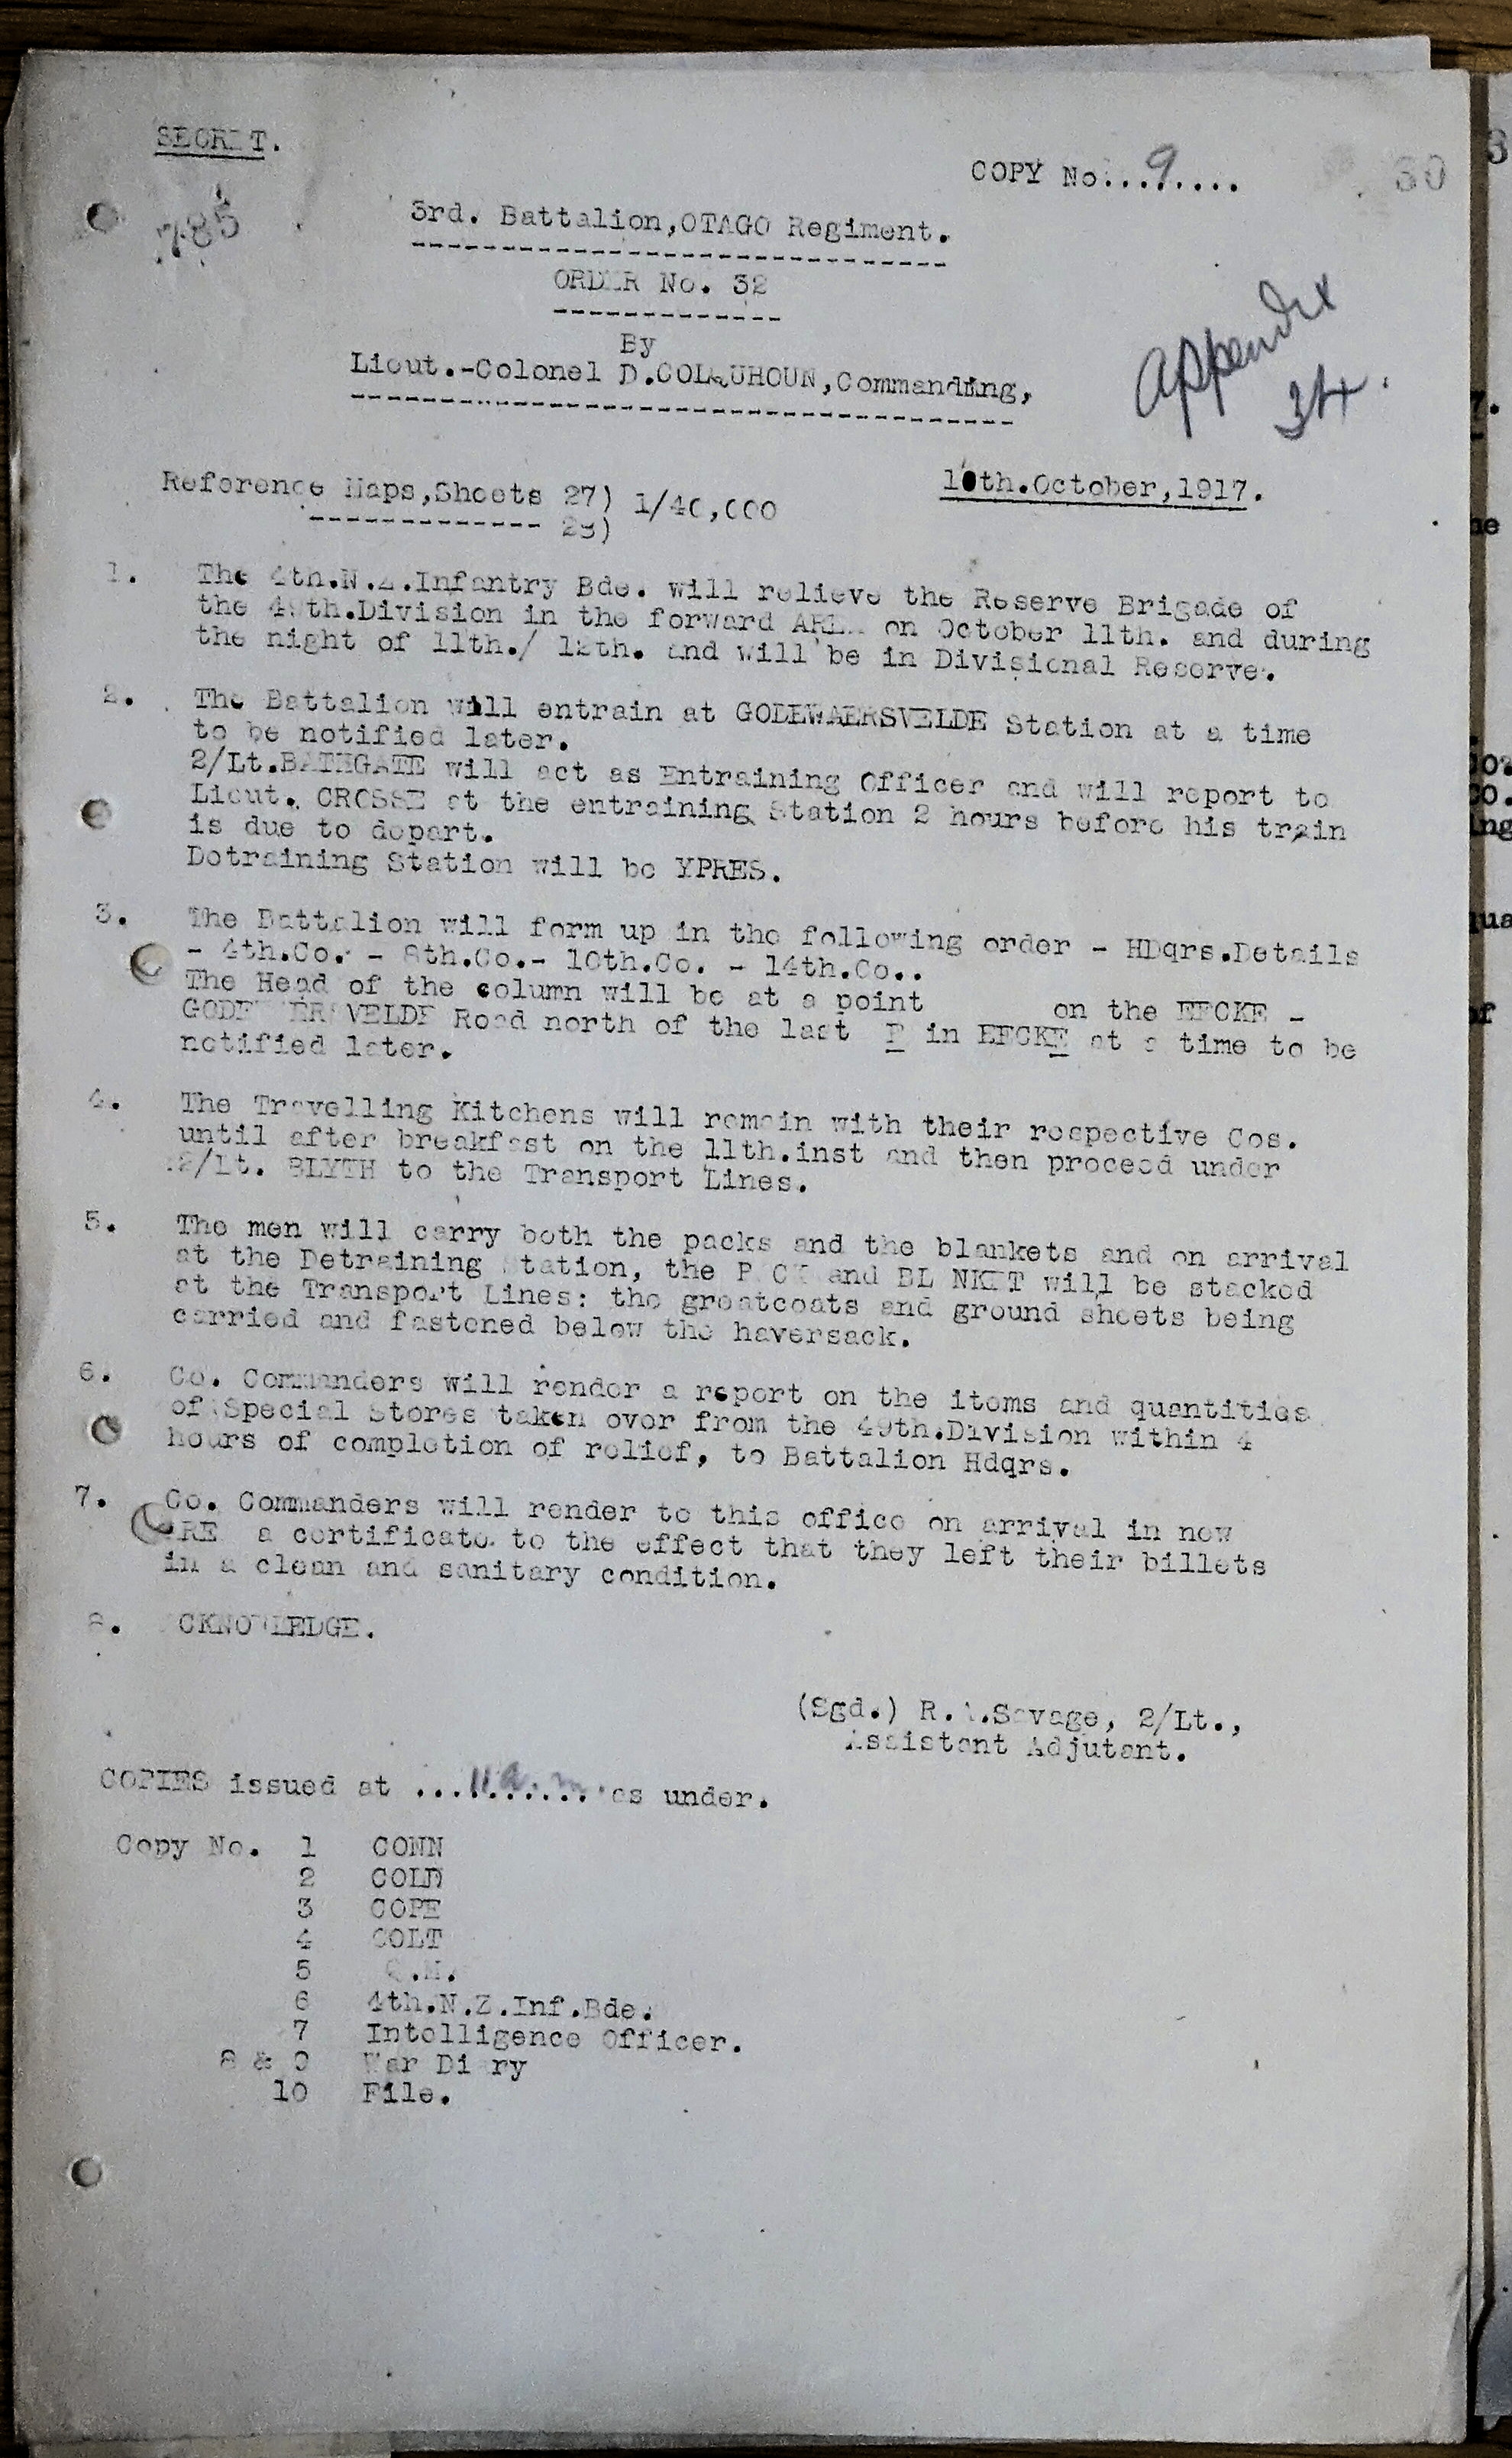 SECRET.
COPY No...9.....
30
785
3rd. Battalion,OTAGO Regiment.
ORDER No. 32
By
Lieut.-Colonel D.COLQUHOUN,Commanding,
Appendix
34.
Reference Maps,Sheets 27) 1/40,000
28)
10th.October,1917.
1. The 4th.N.Z.Infantry Bde. will relieve the Reserve Brigade of
the 49th.Division in the forward AREA on October 11th. and during
the night of 11th./ 12th. and will be in Divisional Reserve.
2. The Battalion will entrain at GODEWAERSVELDE Station at a time
to be notified later.
2/Lt.BATHGATE will act as Entraining Officer and will report to
Lieut. CROSSE at the entraining Station 2 hours before his train
is due to depart.
Detraining Station will be YPRES.
3. The Battalion will form up in the following order - HDqrs.Details
- 4th.Co. - 8th.Co.- 10th.Co. - 14th.Co..
The Head of the column will be at a point on the EECKE -
GODEWAERSVELDE Road north of the last E in EECKE at a time to be
notified later.
4. The Travelling Kitchens will remain with their respective Cos.
until after breakfast on the 11th.inst and then proceed under
2/Lt. BLYTH to the Transport Lines.
5. The men will carry both the packs and the blankets and on arrival
at the Detraining Station, the PACK and BLANKET will be stacked
at the Transport Lines: the greatcoats and ground sheets being
carried and fastened below the haversack.
6. Co. Commanders will render a report on the items and quantities
of Special Stores taken over from the 49th.Division within 4
hours of completion of relief, to Battalion Hdqrs.
7. Co. Commanders will render to this office on arrival in new
AREA a certificate to the effect that they left their billets
in a clean and sanitary condition.
8. ACKNOWLEDGE.
(Sgd.) R.A.Savage, 2/Lt.,
Assistant Adjutant.
COPIES issued at ...11 a.m. as under.
Copy No. 1 CONN
2 COLN
3 COPE
4 COLT
5 Q.M.
6 4th.N.Z.Inf.Bde.
7 Intelligence Officer.
8 & 9 War Diary
10 File.